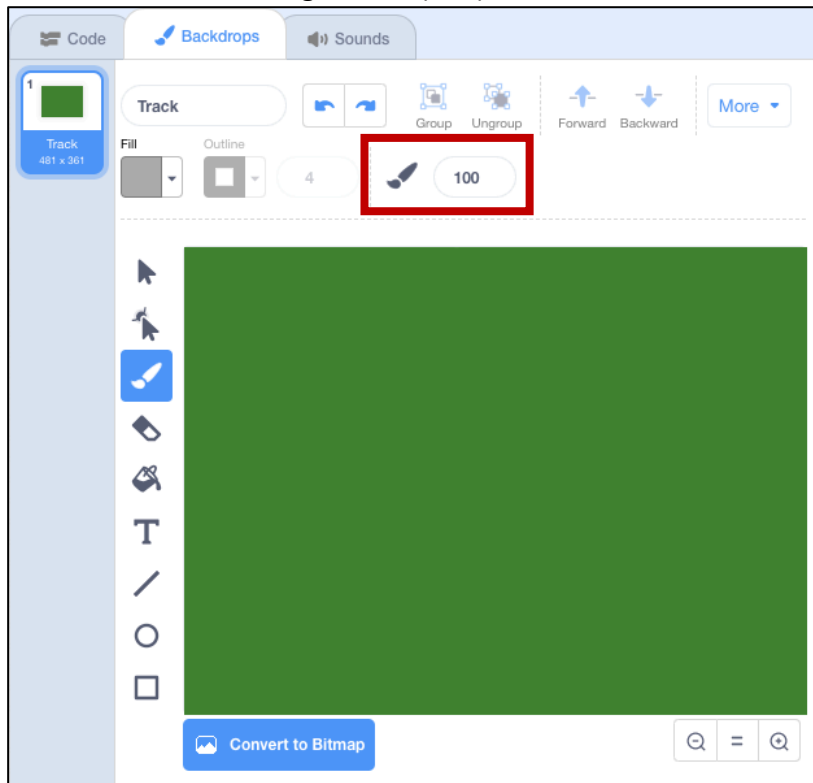 Code Backdrops Sounds
1
Track
481 x 361
Track
Group Ungroup Forward Backward More
Fill Outline
4 100
T
Convert to Bitmap